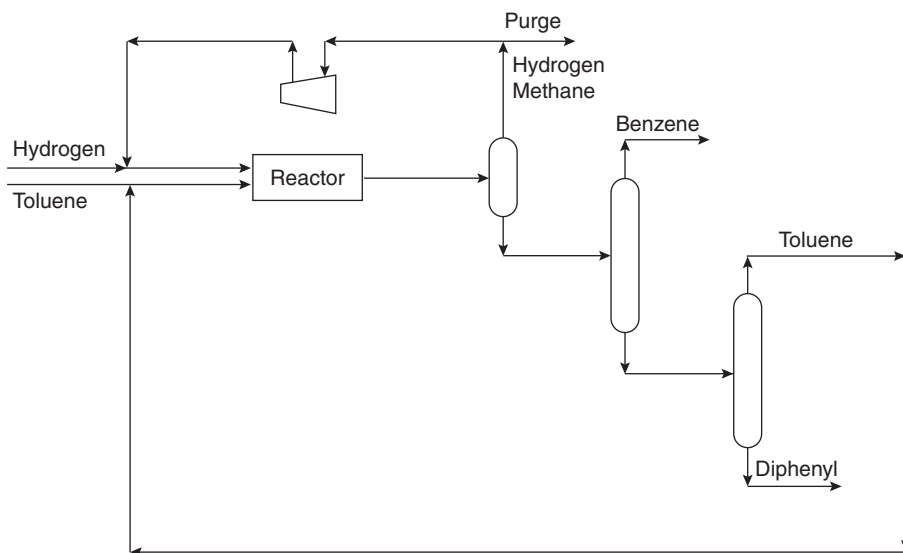 Purge
Hydrogen
Methane
Benzene
Hydrogen
Toluene
Reactor
Toluene
Diphenyl